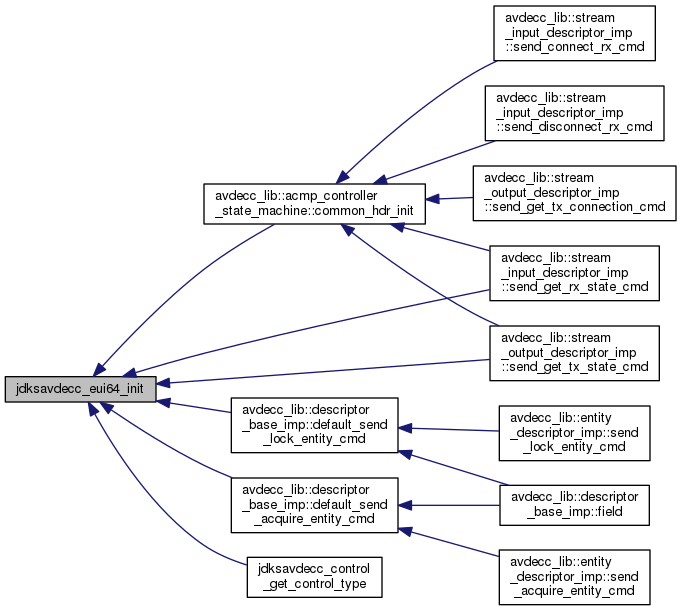 avdecc_lib::stream
_input_descriptor_imp
::send_connect_rx_cmd
avdecc_lib::stream
_input_descriptor_imp
::send_disconnect_rx_cmd
avdecc_lib::acmp_controller
_state_machine::common_hdr_init
avdecc_lib::stream
_output_descriptor_imp
::send_get_tx_connection_cmd
avdecc_lib::stream
_input_descriptor_imp
::send_get_rx_state_cmd
avdecc_lib::stream
_output_descriptor_imp
::send_get_tx_state_cmd
jdksavdecc_eui64_init
avdecc_lib::descriptor
_base_imp::default_send
_lock_entity_cmd
avdecc_lib::entity
_descriptor_imp::send
_lock_entity_cmd
avdecc_lib::descriptor
_base_imp::default_send
_acquire_entity_cmd
avdecc_lib::descriptor
_base_imp::field
jdksavdecc_control
_get_control_type
avdecc_lib::entity
_descriptor_imp::send
_acquire_entity_cmd